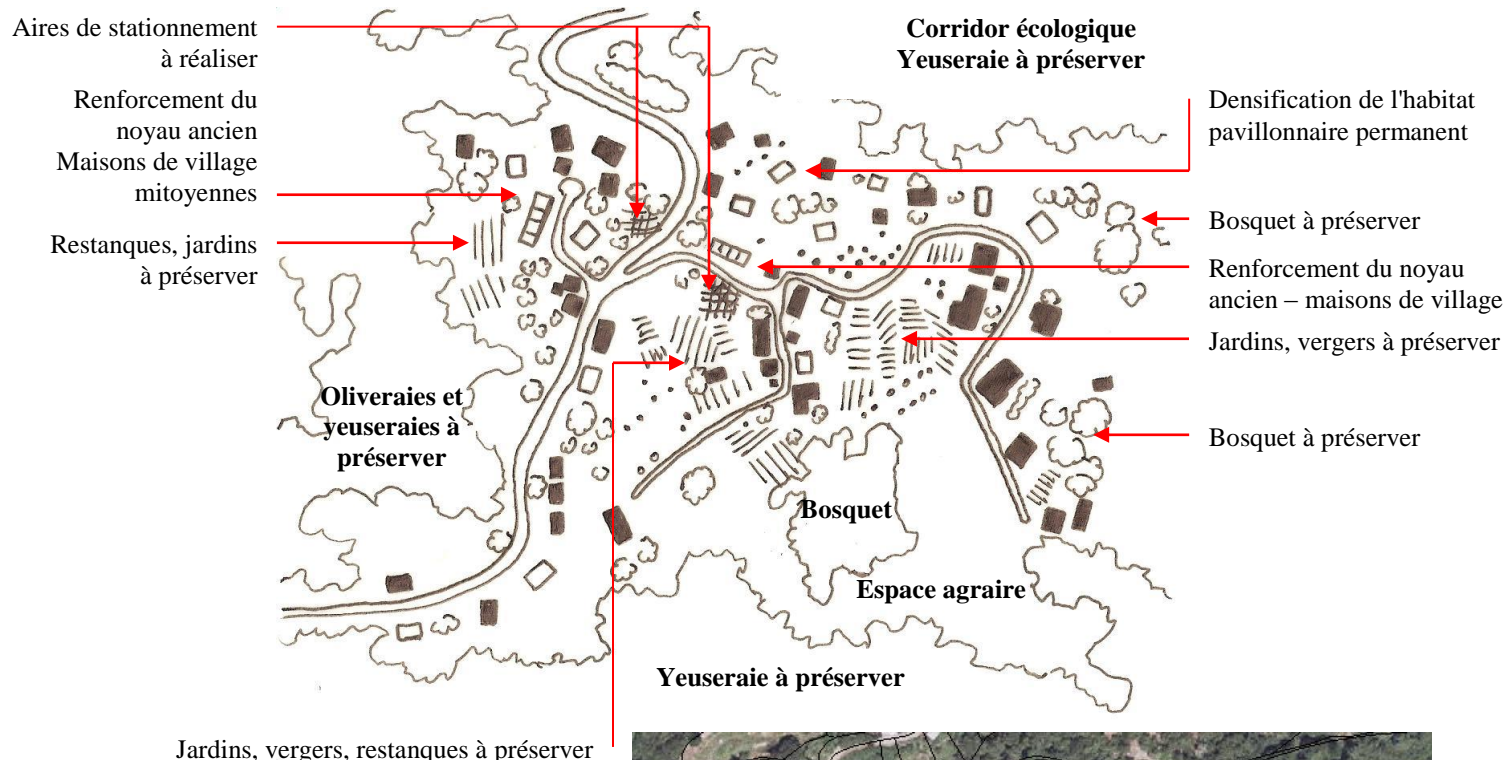 Aires de stationnement
à réaliser
Renforcement du
noyau ancien
Maisons de village
mitoyennes
Restanques, jardins
à préserver
Corridor écologique
Yeuseraie à préserver
Densification de l'habitat
pavillonnaire permanent
Bosquet à préserver
Renforcement du noyau
ancien – maisons de village
Jardins, vergers à préserver
Bosquet à préserver
Oliveraies et
yeuseraies à
préserver
Bosquet
Espace agraire
Yeuseraie à préserver
Jardins, vergers, restanques à préserver